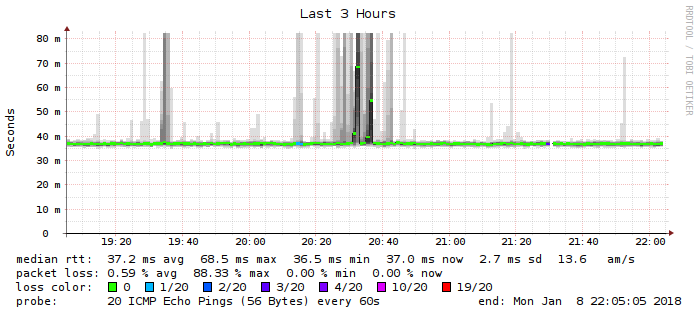 Last 3 Hours
RRDTOOL / TOBI OETIKER
Seconds
80 m
70 m
60 m
50 m
40 m
30 m
20 m
10 m
0
19:20 19:40 20:00 20:20 20:40 21:00 21:20 21:40 22:00
median rtt: 37.2 ms avg 68.5 ms max 36.5 ms min 37.0 ms now 2.7 ms sd 13.6 am/s
packet loss: 0.59 % avg 88.33 % max 0.00 % min 0.00 % now
loss color: 0 1/20 2/20 3/20 4/20 10/20 19/20
probe: 20 ICMP Echo Pings (56 Bytes) every 60s end: Mon Jan 8 22:05:05 2018